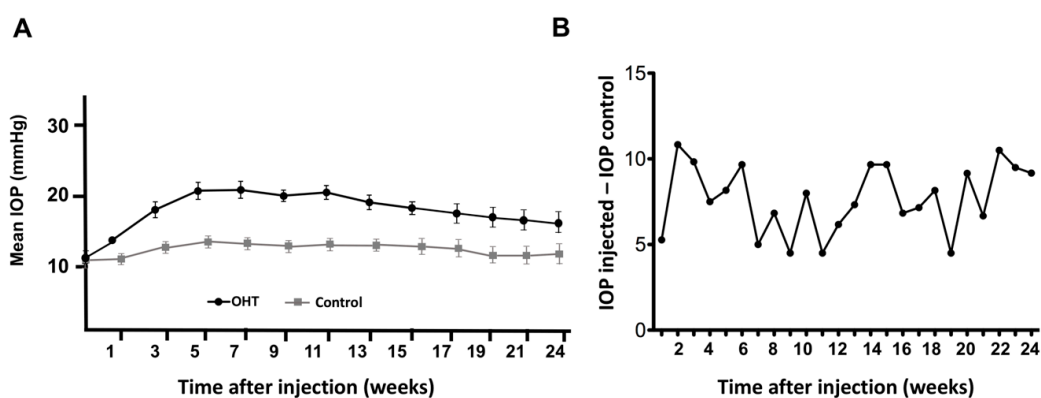 A
Mean IOP (mmHg)
30
20
10
OHT
Control
1 3 5 7 9 11 13 15 17 19 21 24
Time after injection (weeks)
B
IOP injected – IOP control
15
10
5
0
2 4 6 8 10 12 14 16 18 20 22 24
Time after injection (weeks)